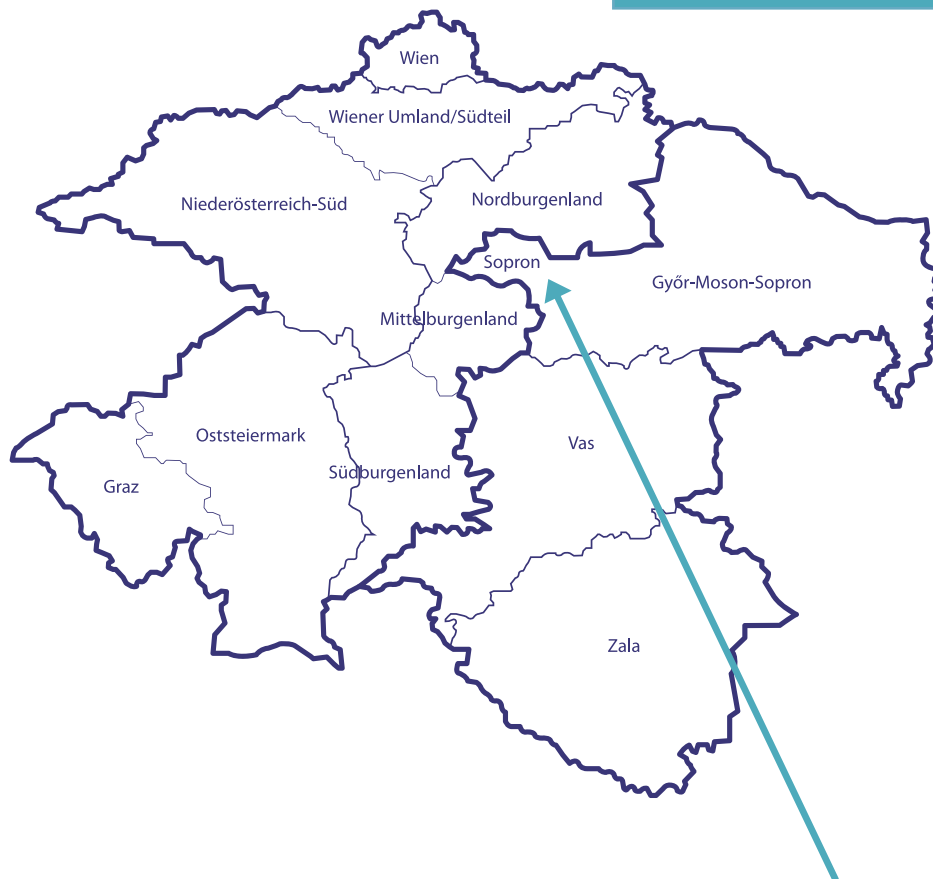 Wien
Wiener Umland/Südteil
Niederösterreich-Süd
Nordburgenland
Sopron
Győr-Moson-Sopron
Mittelburgenland
Oststeiermark
Vas
Südburgenland
Graz
Zala